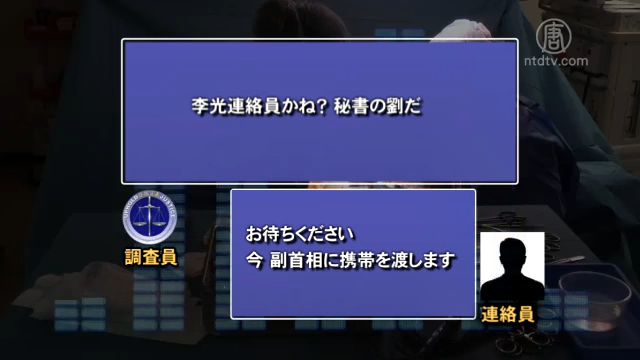 唐
ntdtv.com
李光連絡員かね? 秘書の劉だ
調査員
お待ちください
今 副首相に携帯を渡します
連絡員